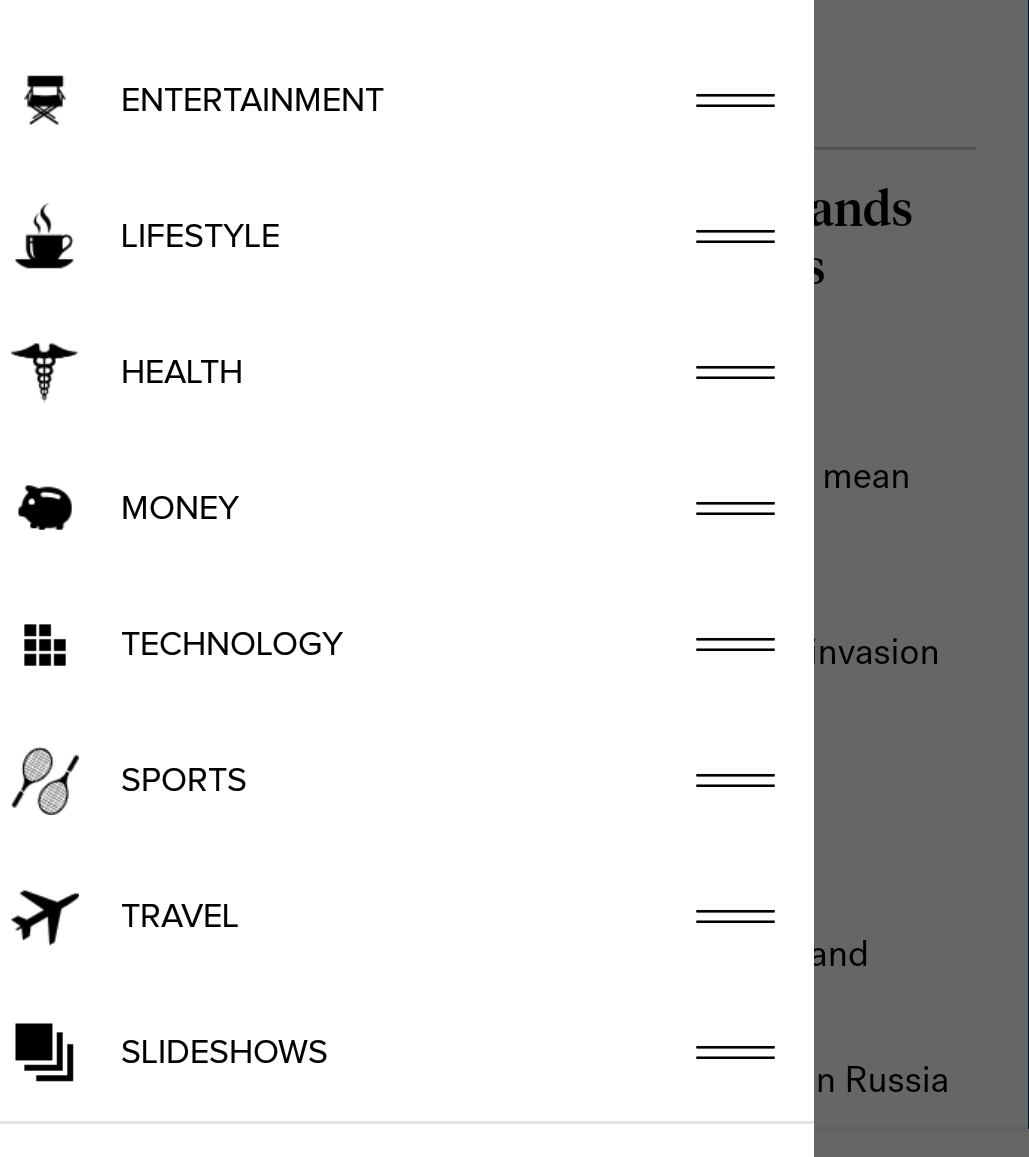 ENTERTAINMENT
LIFESTYLE
HEALTH
MONEY
TECHNOLOGY
SPORTS
TRAVEL
SLIDESHOWS
ands
s
mean
invasion
and
n Russia